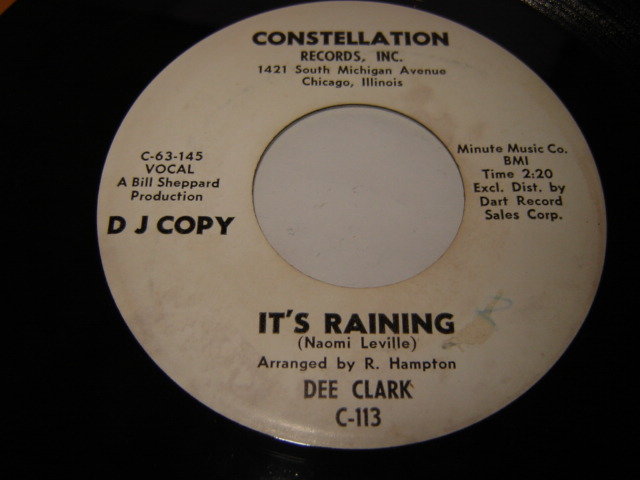 CONSTELLATION
RECORDS, INC.
1421 South Michigan Avenue
Chicago, Illinois
C-63-145
VOCAL
A Bill Sheppard
Production
D J COPY
Minute Music Co.
BMI
Time 2:20
Excl. Dist. by
Dart Record
Sales Corp.
IT'S RAINING
(Naomi Leville)
Arranged by R. Hampton
DEE CLARK
C-113